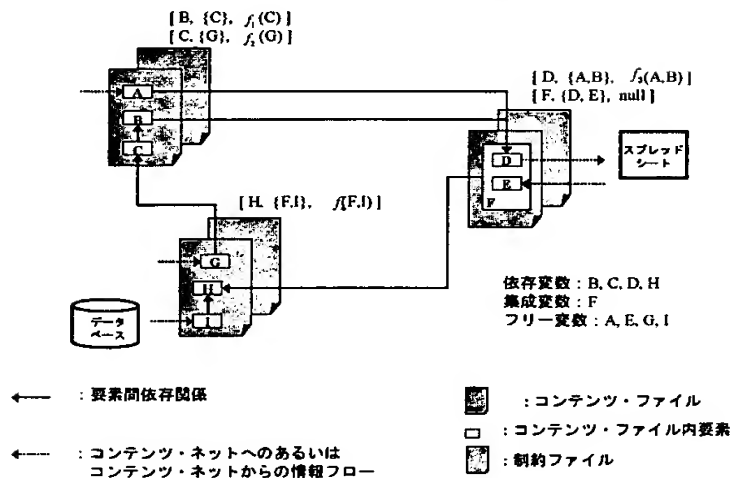 [ B, {C}, f₁(C) ]
[ C, {G}, f₂(G) ]
[ D, {A,B}, f₃(A,B) ]
[ F, {D, E}, null ]
A
B
C
D
E
F
スプレッド
シート
[ H, {F,I}, f₄(F,I) ]
G
H
I
データ
ベース
依存変数 : B, C, D, H
集成変数 : F
フリー変数 : A, E, G, I
: 要素間依存関係
: コンテンツ・ネットへのあるいは
コンテンツ・ネットからの情報フロー
: コンテンツ・ファイル
: コンテンツ・ファイル内要素
: 制約ファイル